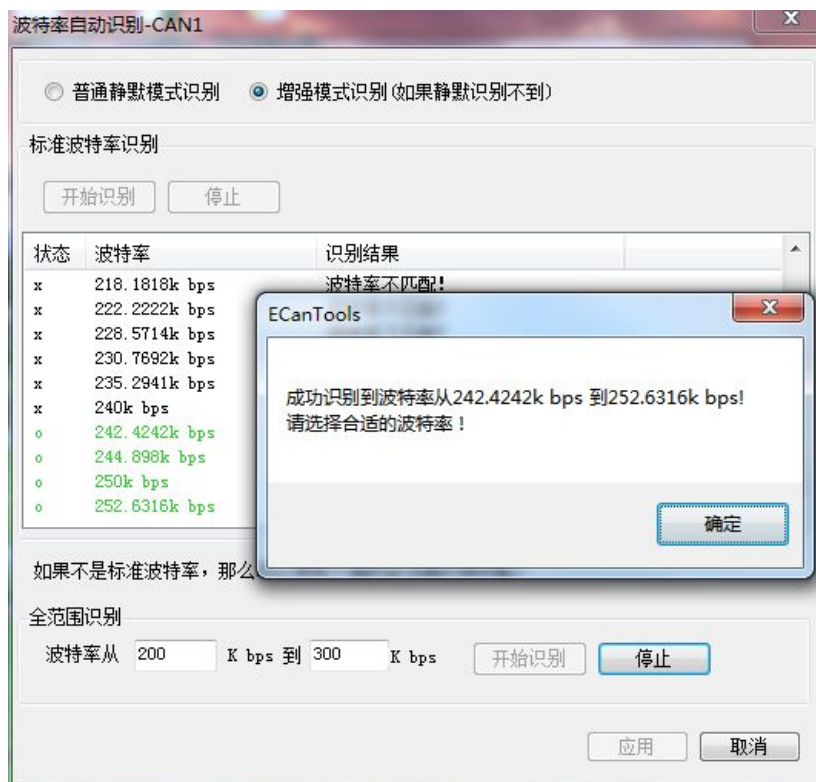 波特率自动识别-CAN1
普通静默模式识别
增强模式识别(如果静默识别不到)
标准波特率识别
开始识别
停止
状态 波特率 识别结果
x 218.1818k bps 波特率不匹配!
x 222.2222k bps
x 228.5714k bps
x 230.7692k bps
x 235.2941k bps
x 240k bps
o 242.4242k bps
o 244.898k bps
o 250k bps
o 252.6316k bps
ECanTools
成功识别到波特率从242.4242k bps 到252.6316k bps!
请选择合适的波特率！
确定
如果不是标准波特率，那么
全范围识别
波特率从 200 K bps 到 300 K bps
开始识别
停止
应用
取消